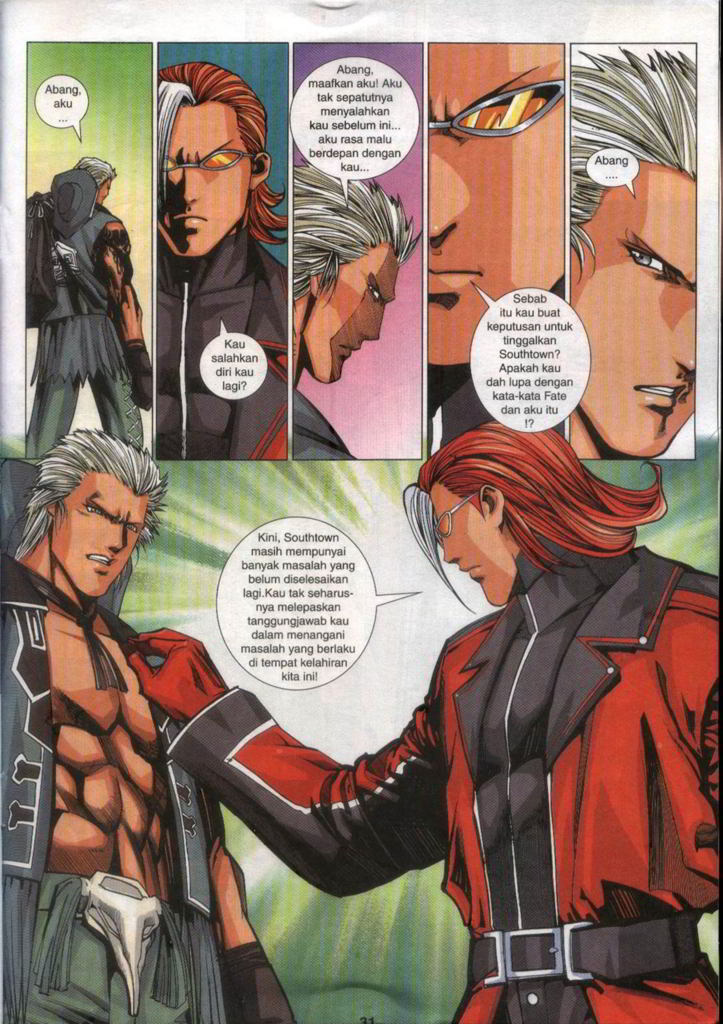 Abang,
aku
...
Kau
salahkan
diri kau
lagi?
Abang,
maafkan aku! Aku
tak sepatutnya
menyalahkan
kau sebelum ini...
aku rasa malu
berdepan dengan
kau...
Sebab
itu kau buat
keputusan untuk
tinggalkan
Southtown?
Apakah kau
dah lupa dengan
kata-kata Fate
dan aku itu
!?
Abang
....
Kini, Southtown
masih mempunyai
banyak masalah yang
belum diselesaikan
lagi.Kau tak seharus-
nya melepaskan
tanggungjawab kau
dalam menangani
masalah yang berlaku
di tempat kelahiran
kita ini!
31